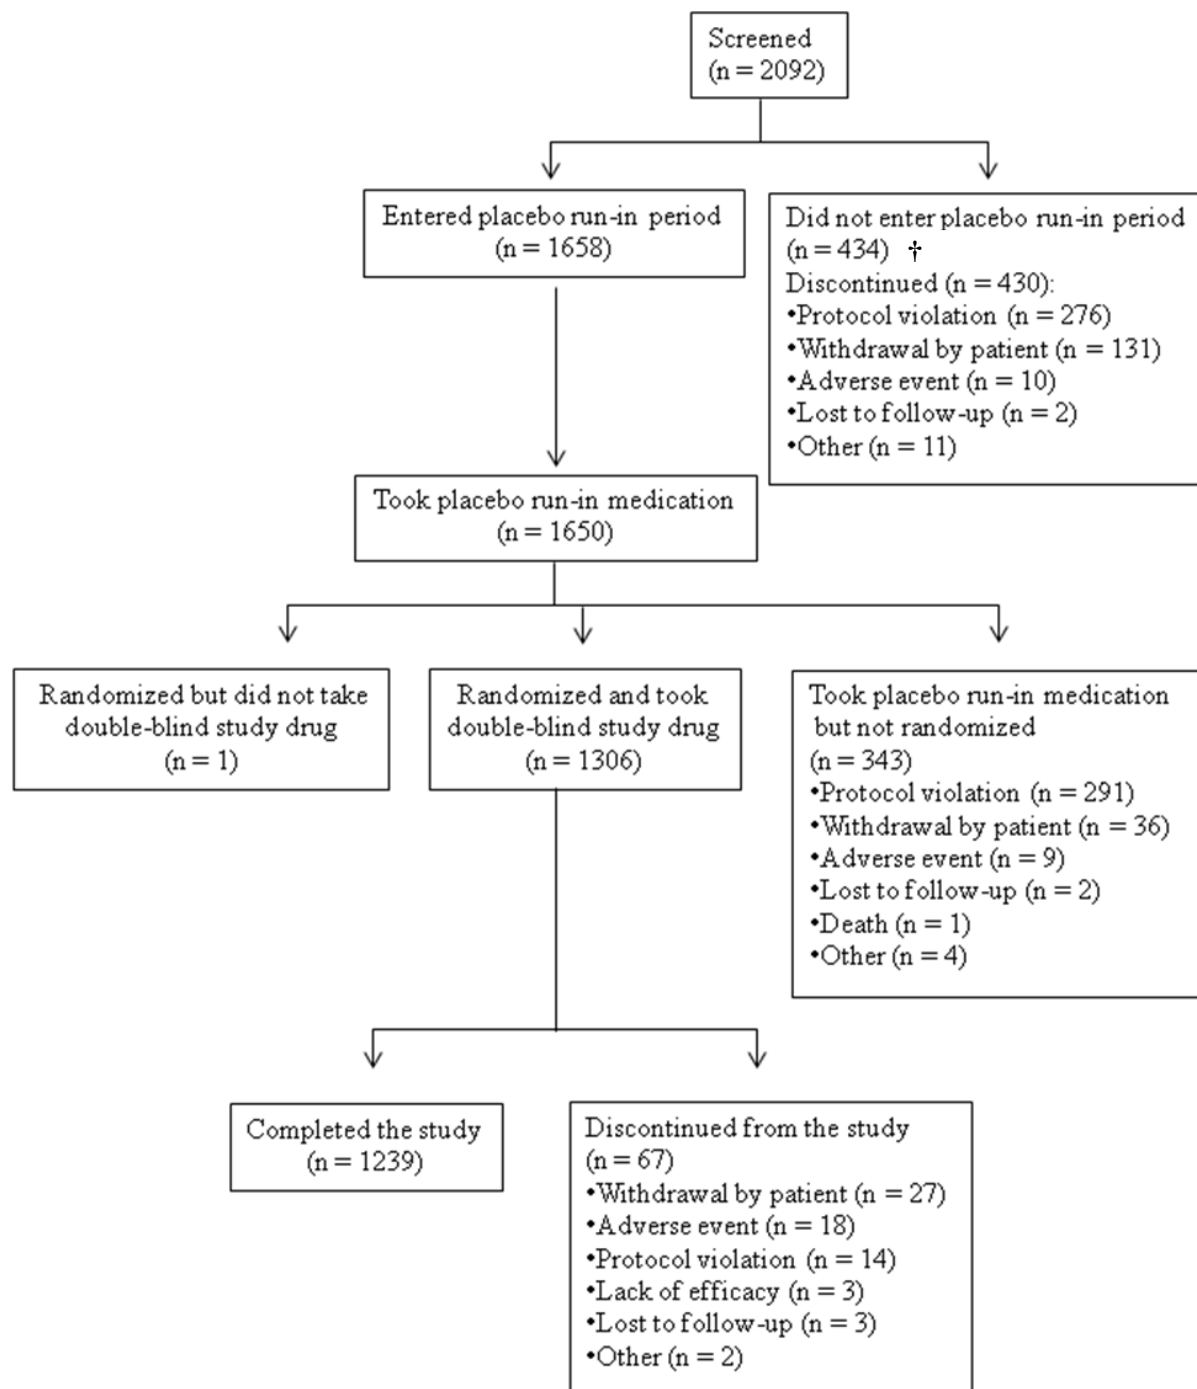 Screened
(n = 2092)
Entered placebo run-in period
(n = 1658)
Did not enter placebo run-in period
(n = 434) †
Discontinued (n = 430):
•Protocol violation (n = 276)
•Withdrawal by patient (n = 131)
•Adverse event (n = 10)
•Lost to follow-up (n = 2)
•Other (n = 11)
Took placebo run-in medication
(n = 1650)
Randomized but did not take
double-blind study drug
(n = 1)
Randomized and took
double-blind study drug
(n = 1306)
Took placebo run-in medication
but not randomized
(n = 343)
•Protocol violation (n = 291)
•Withdrawal by patient (n = 36)
•Adverse event (n = 9)
•Lost to follow-up (n = 2)
•Death (n = 1)
•Other (n = 4)
Completed the study
(n = 1239)
Discontinued from the study
(n = 67)
•Withdrawal by patient (n = 27)
•Adverse event (n = 18)
•Protocol violation (n = 14)
•Lack of efficacy (n = 3)
•Lost to follow-up (n = 3)
•Other (n = 2)